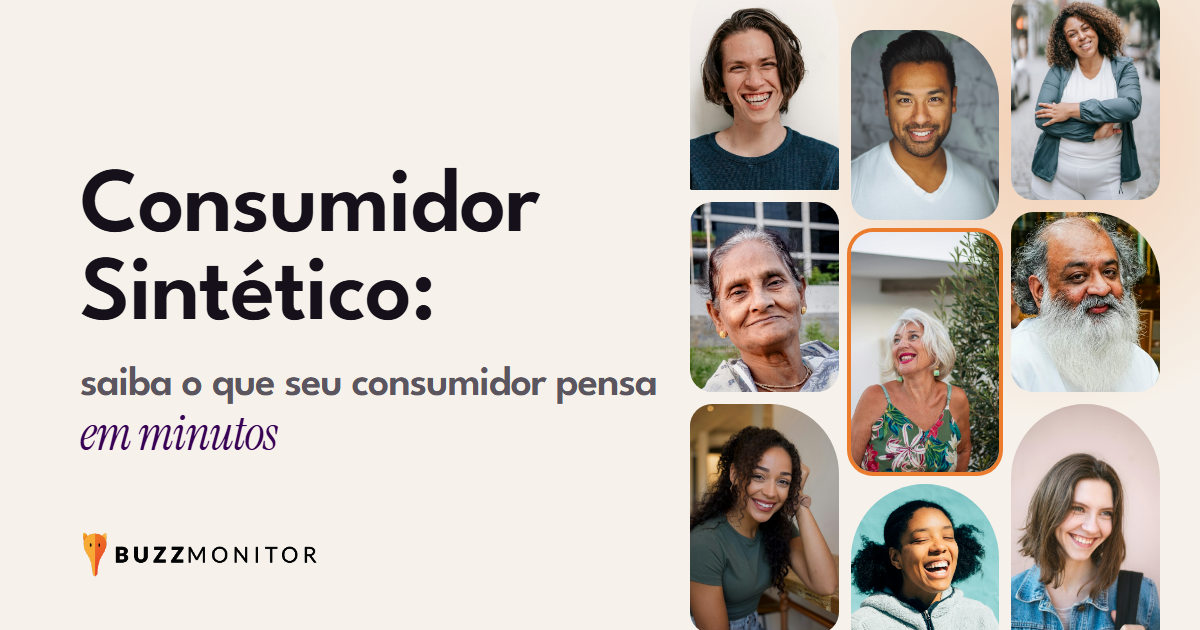 Consumidor
Sintético:
saiba o que seu consumidor pensa
em minutos
BUZZMONITOR